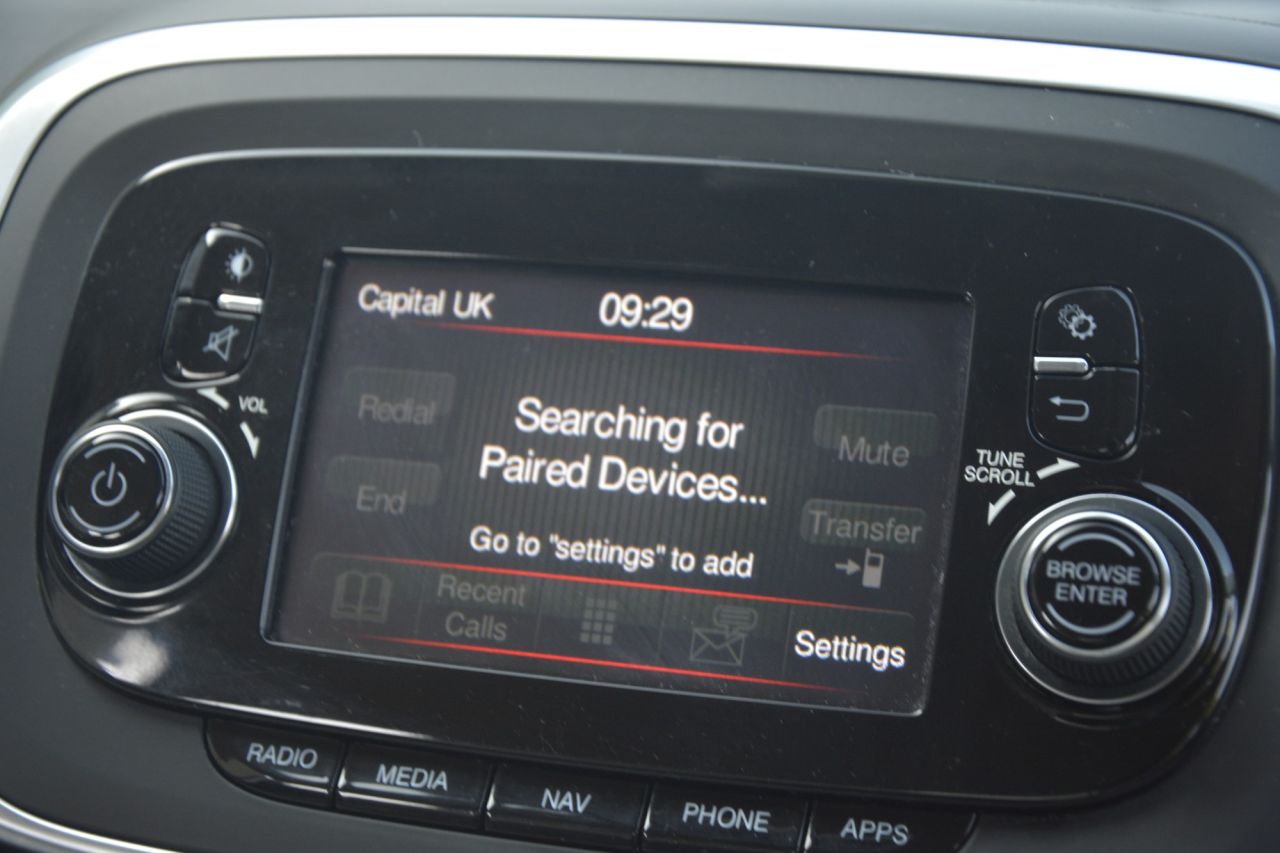 Capital UK 09:29
VOL
Redial
Searching for
Paired Devices...
Mute
End
Transfer
Go to "settings" to add
Recent
Calls
Settings
TUNE
SCROLL
BROWSE
ENTER
RADIO MEDIA NAV PHONE APPS